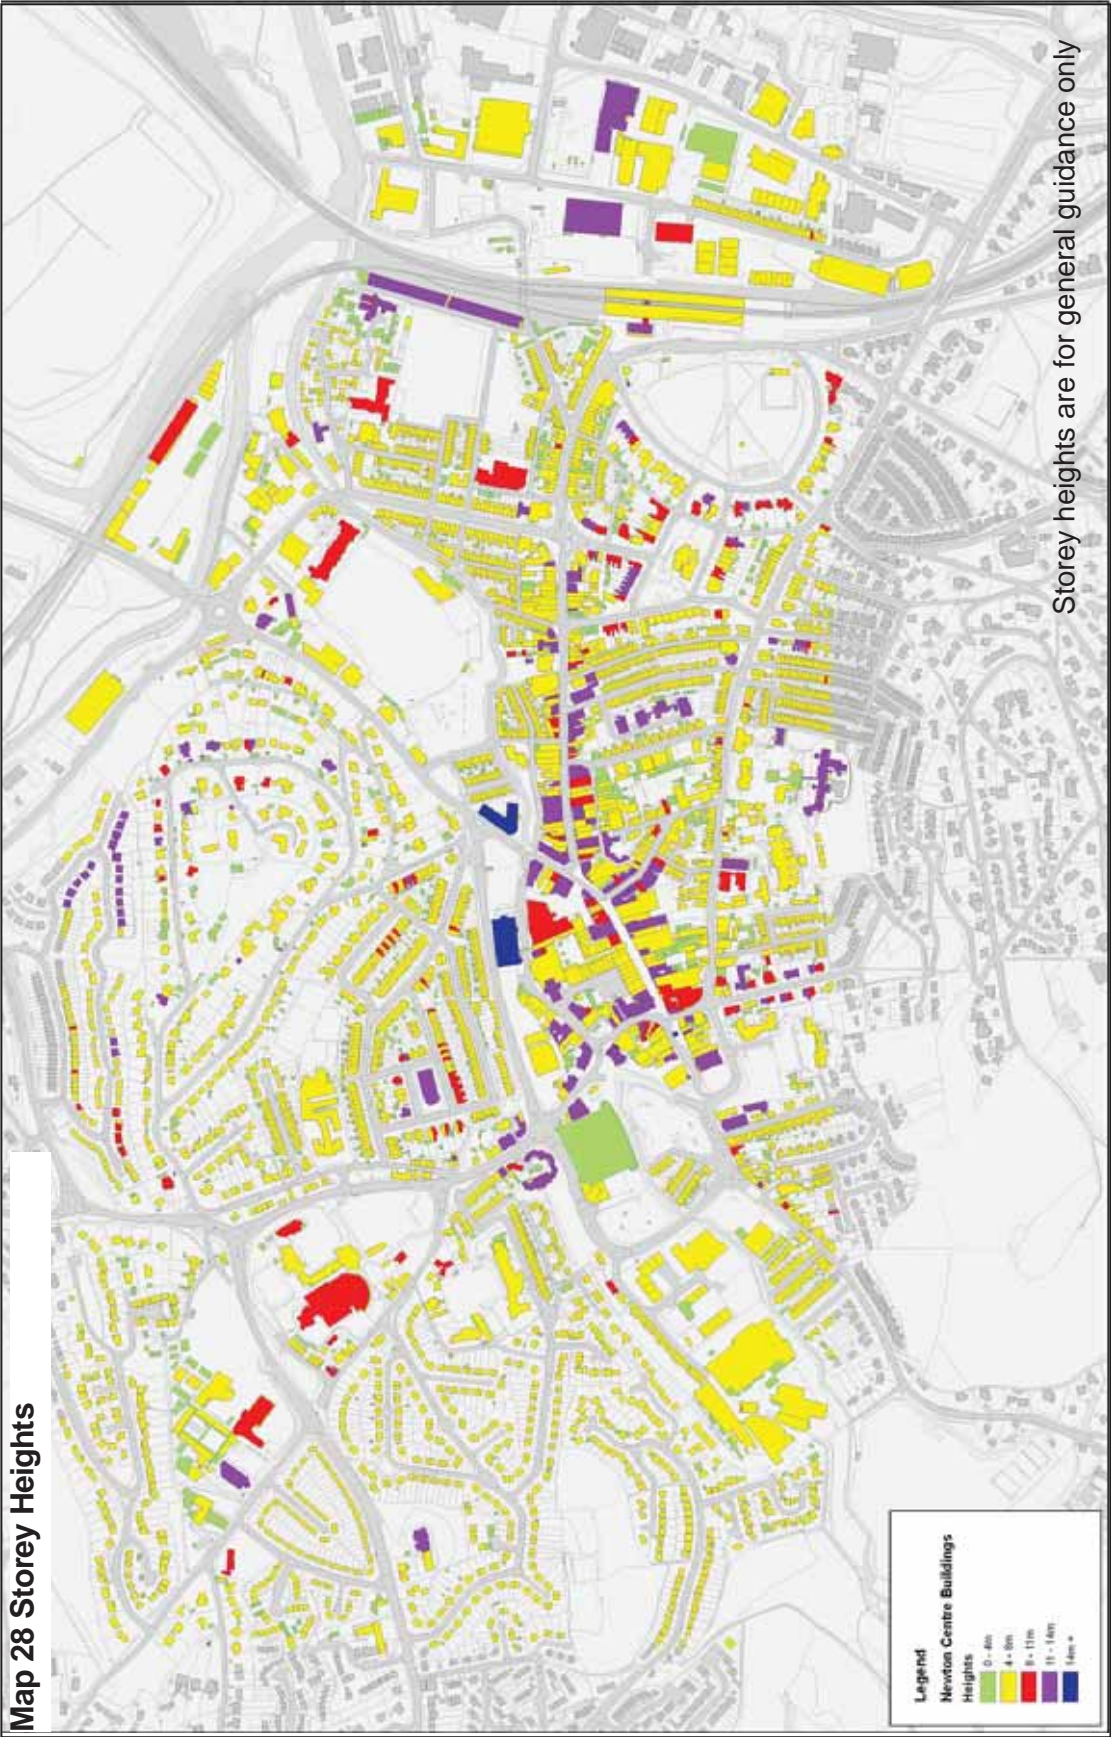 Map 28 Storey Heights
Storey heights are for general guidance only
Legend
Newton Centre Buildings
Heights
0 - 4m
4 - 8m
8 - 11m
11 - 14m
14m +